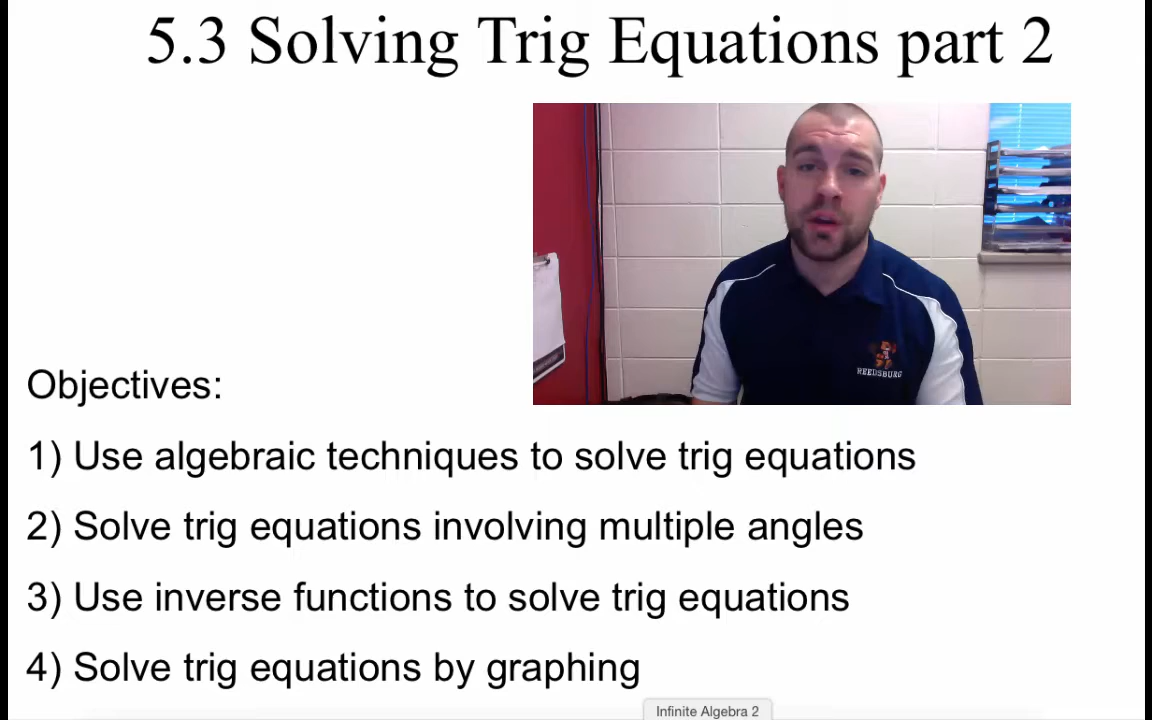 5.3 Solving Trig Equations part 2
REEDSBURG
Objectives:
1) Use algebraic techniques to solve trig equations
2) Solve trig equations involving multiple angles
3) Use inverse functions to solve trig equations
4) Solve trig equations by graphing
Infinite Algebra 2